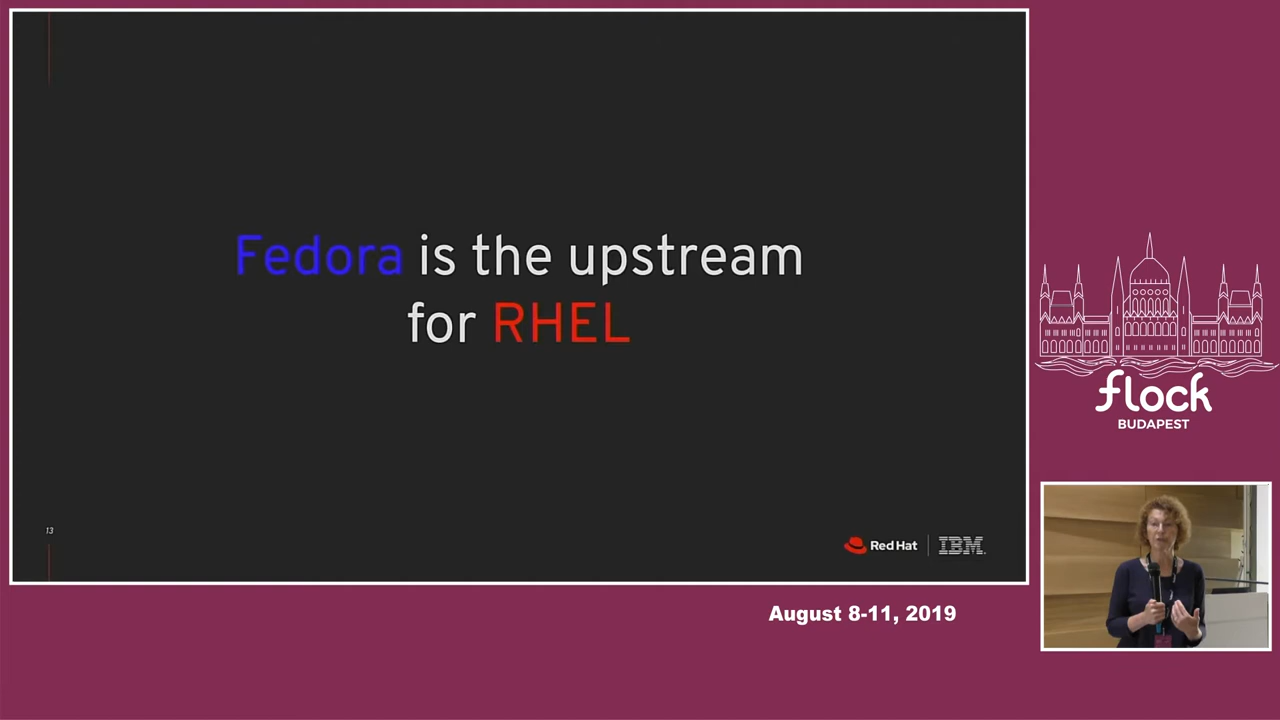 Fedora is the upstream
for RHEL
13
Red Hat
IBM
flock
BUDAPEST
August 8-11, 2019